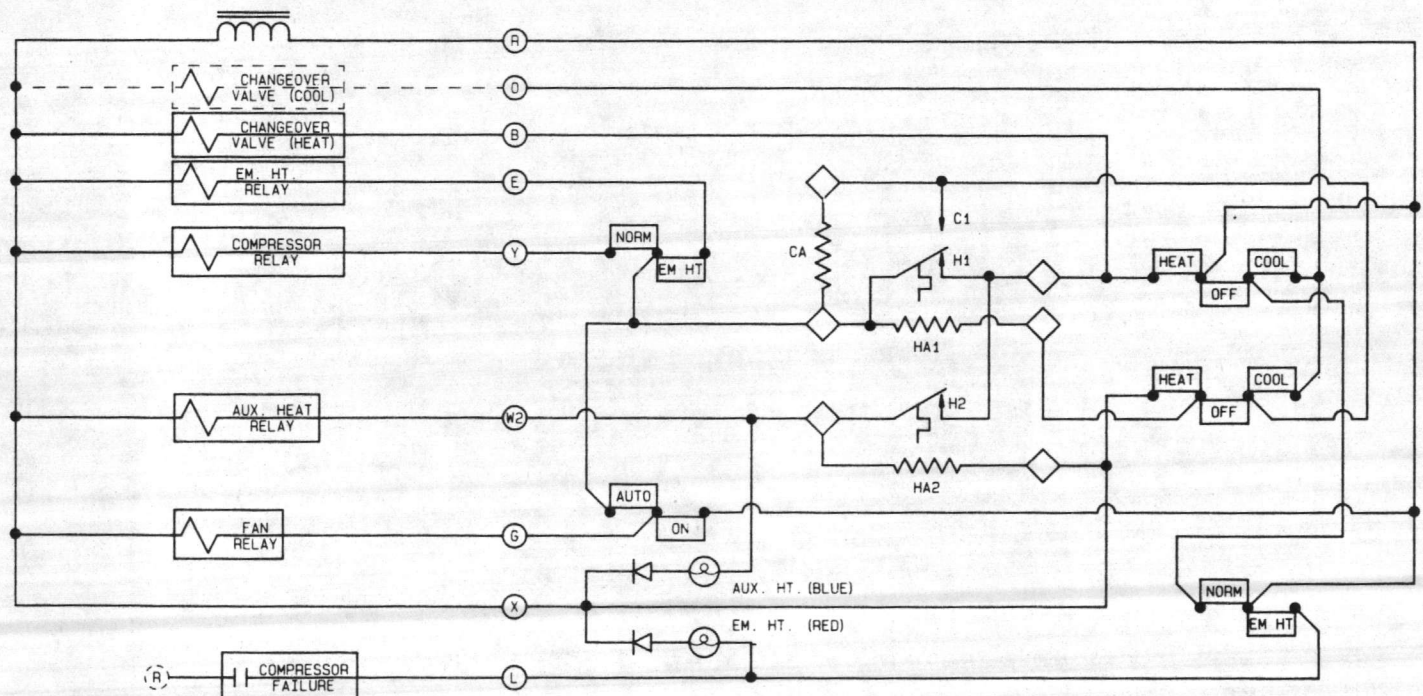 R
CHANGEOVER
VALVE (COOL)
O
CHANGEOVER
VALVE (HEAT)
B
EM. HT.
RELAY
E
COMPRESSOR
RELAY
Y
NORM
EM HT
CA
C1
H1
HEAT
OFF
COOL
HA1
HEAT
OFF
COOL
AUX. HEAT
RELAY
W2
H2
HA2
AUTO
ON
FAN
RELAY
G
AUX. HT. (BLUE)
X
EM. HT. (RED)
NORM
EM HT
R
COMPRESSOR
FAILURE
L